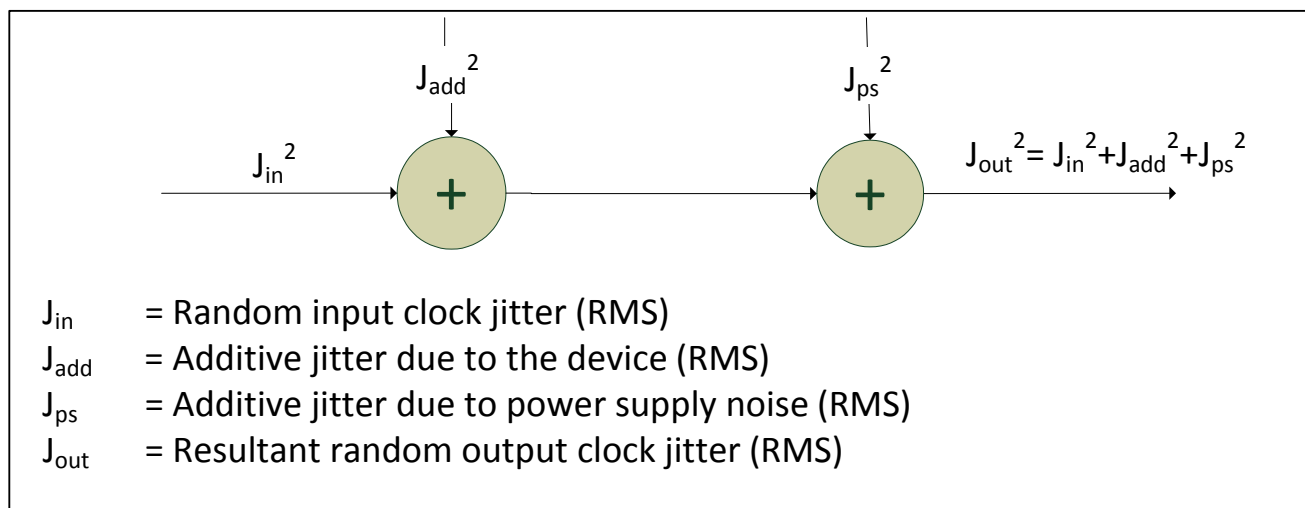 J_add^2
J_ps^2
J_in^2
J_out^2= J_in^2+J_add^2+J_ps^2
+
+
J_in = Random input clock jitter (RMS)
J_add = Additive jitter due to the device (RMS)
J_ps = Additive jitter due to power supply noise (RMS)
J_out = Resultant random output clock jitter (RMS)